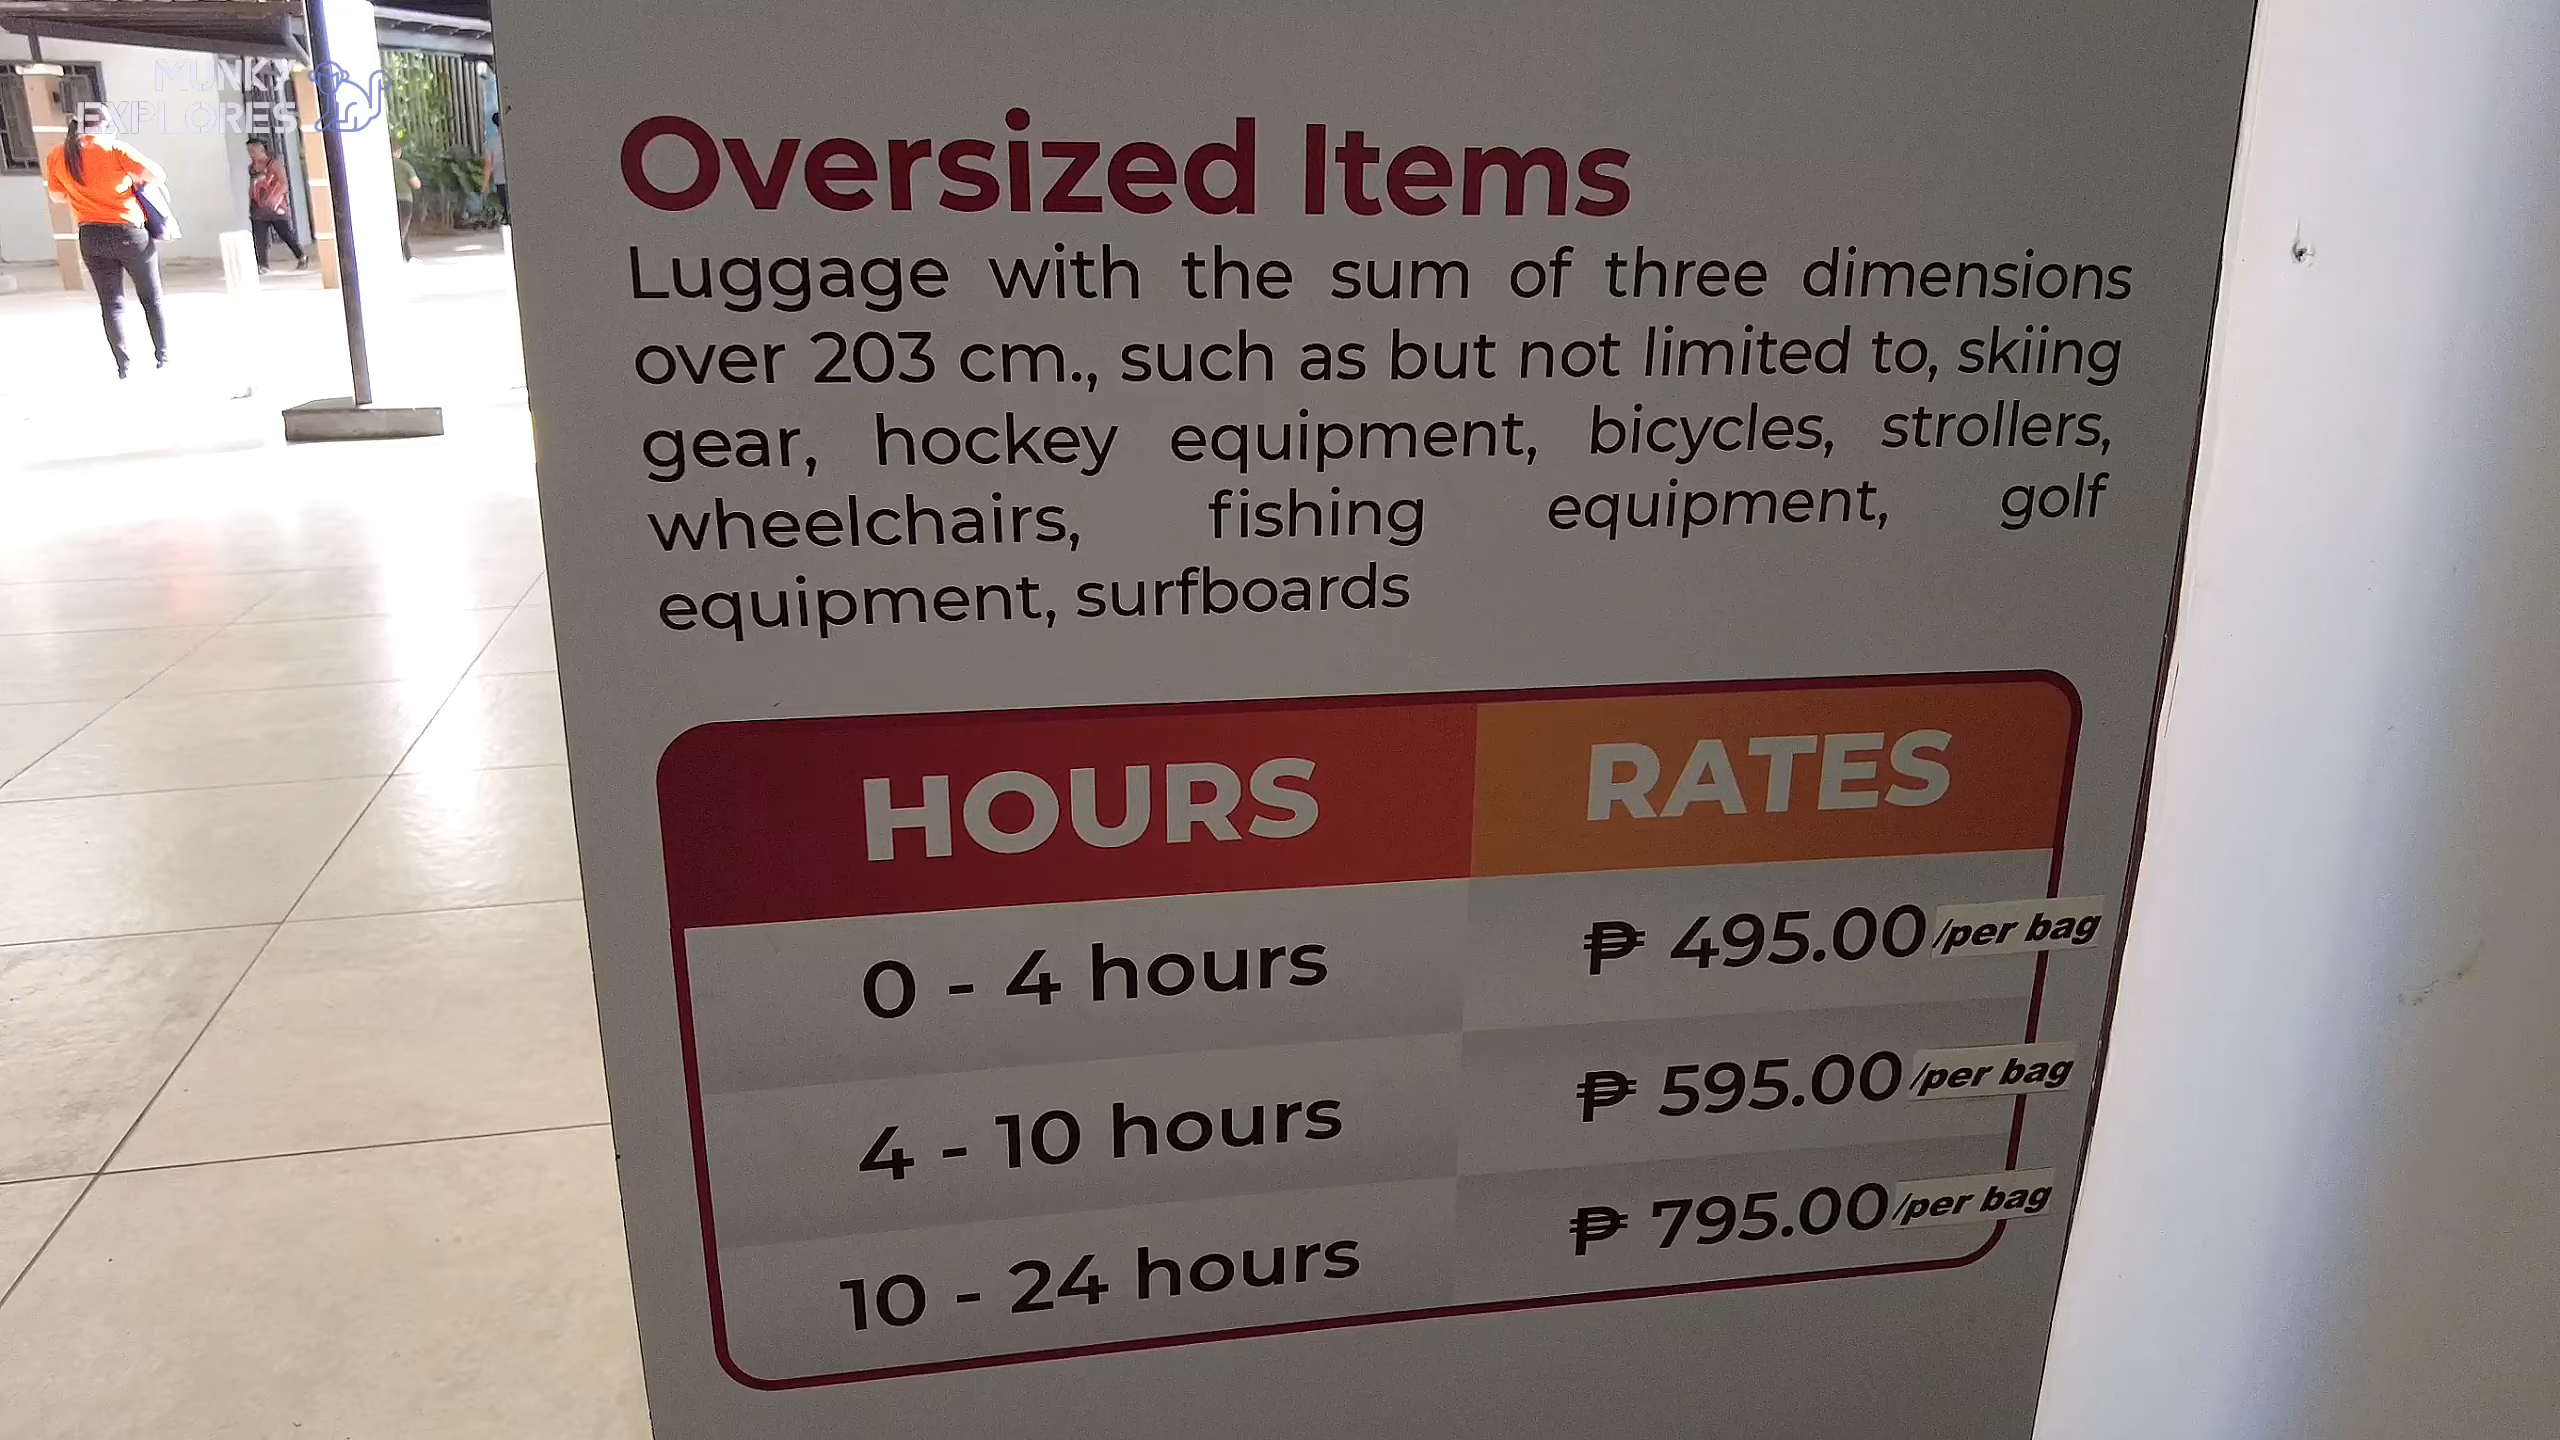 MUNKY
EXPLORES
Oversized Items
Luggage with the sum of three dimensions
over 203 cm., such as but not limited to, skiing
gear, hockey equipment, bicycles, strollers,
wheelchairs, fishing equipment, golf
equipment, surfboards
HOURS RATES
0 - 4 hours ₱ 495.00 /per bag
4 - 10 hours ₱ 595.00 /per bag
10 - 24 hours ₱ 795.00 /per bag